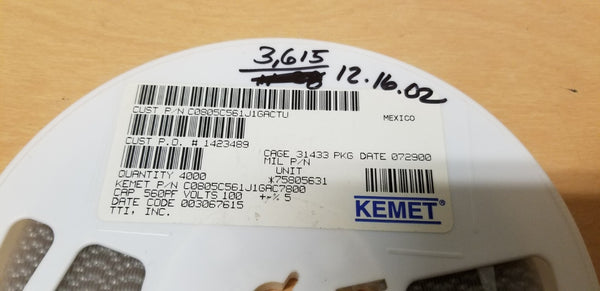 3,615
12.16.02
CUST P/N C0805C561J1GACTU
MEXICO
CUST P.O. # 1423489
CAGE 31433 PKG DATE 072900
MIL P/N
UNIT
QUANTITY 4000
*75805631
KEMET P/N C0805C561J1GAC7800
CAP 560PF VOLTS 100 +-% 5
DATE CODE 003067615
TTI, INC.
KEMET